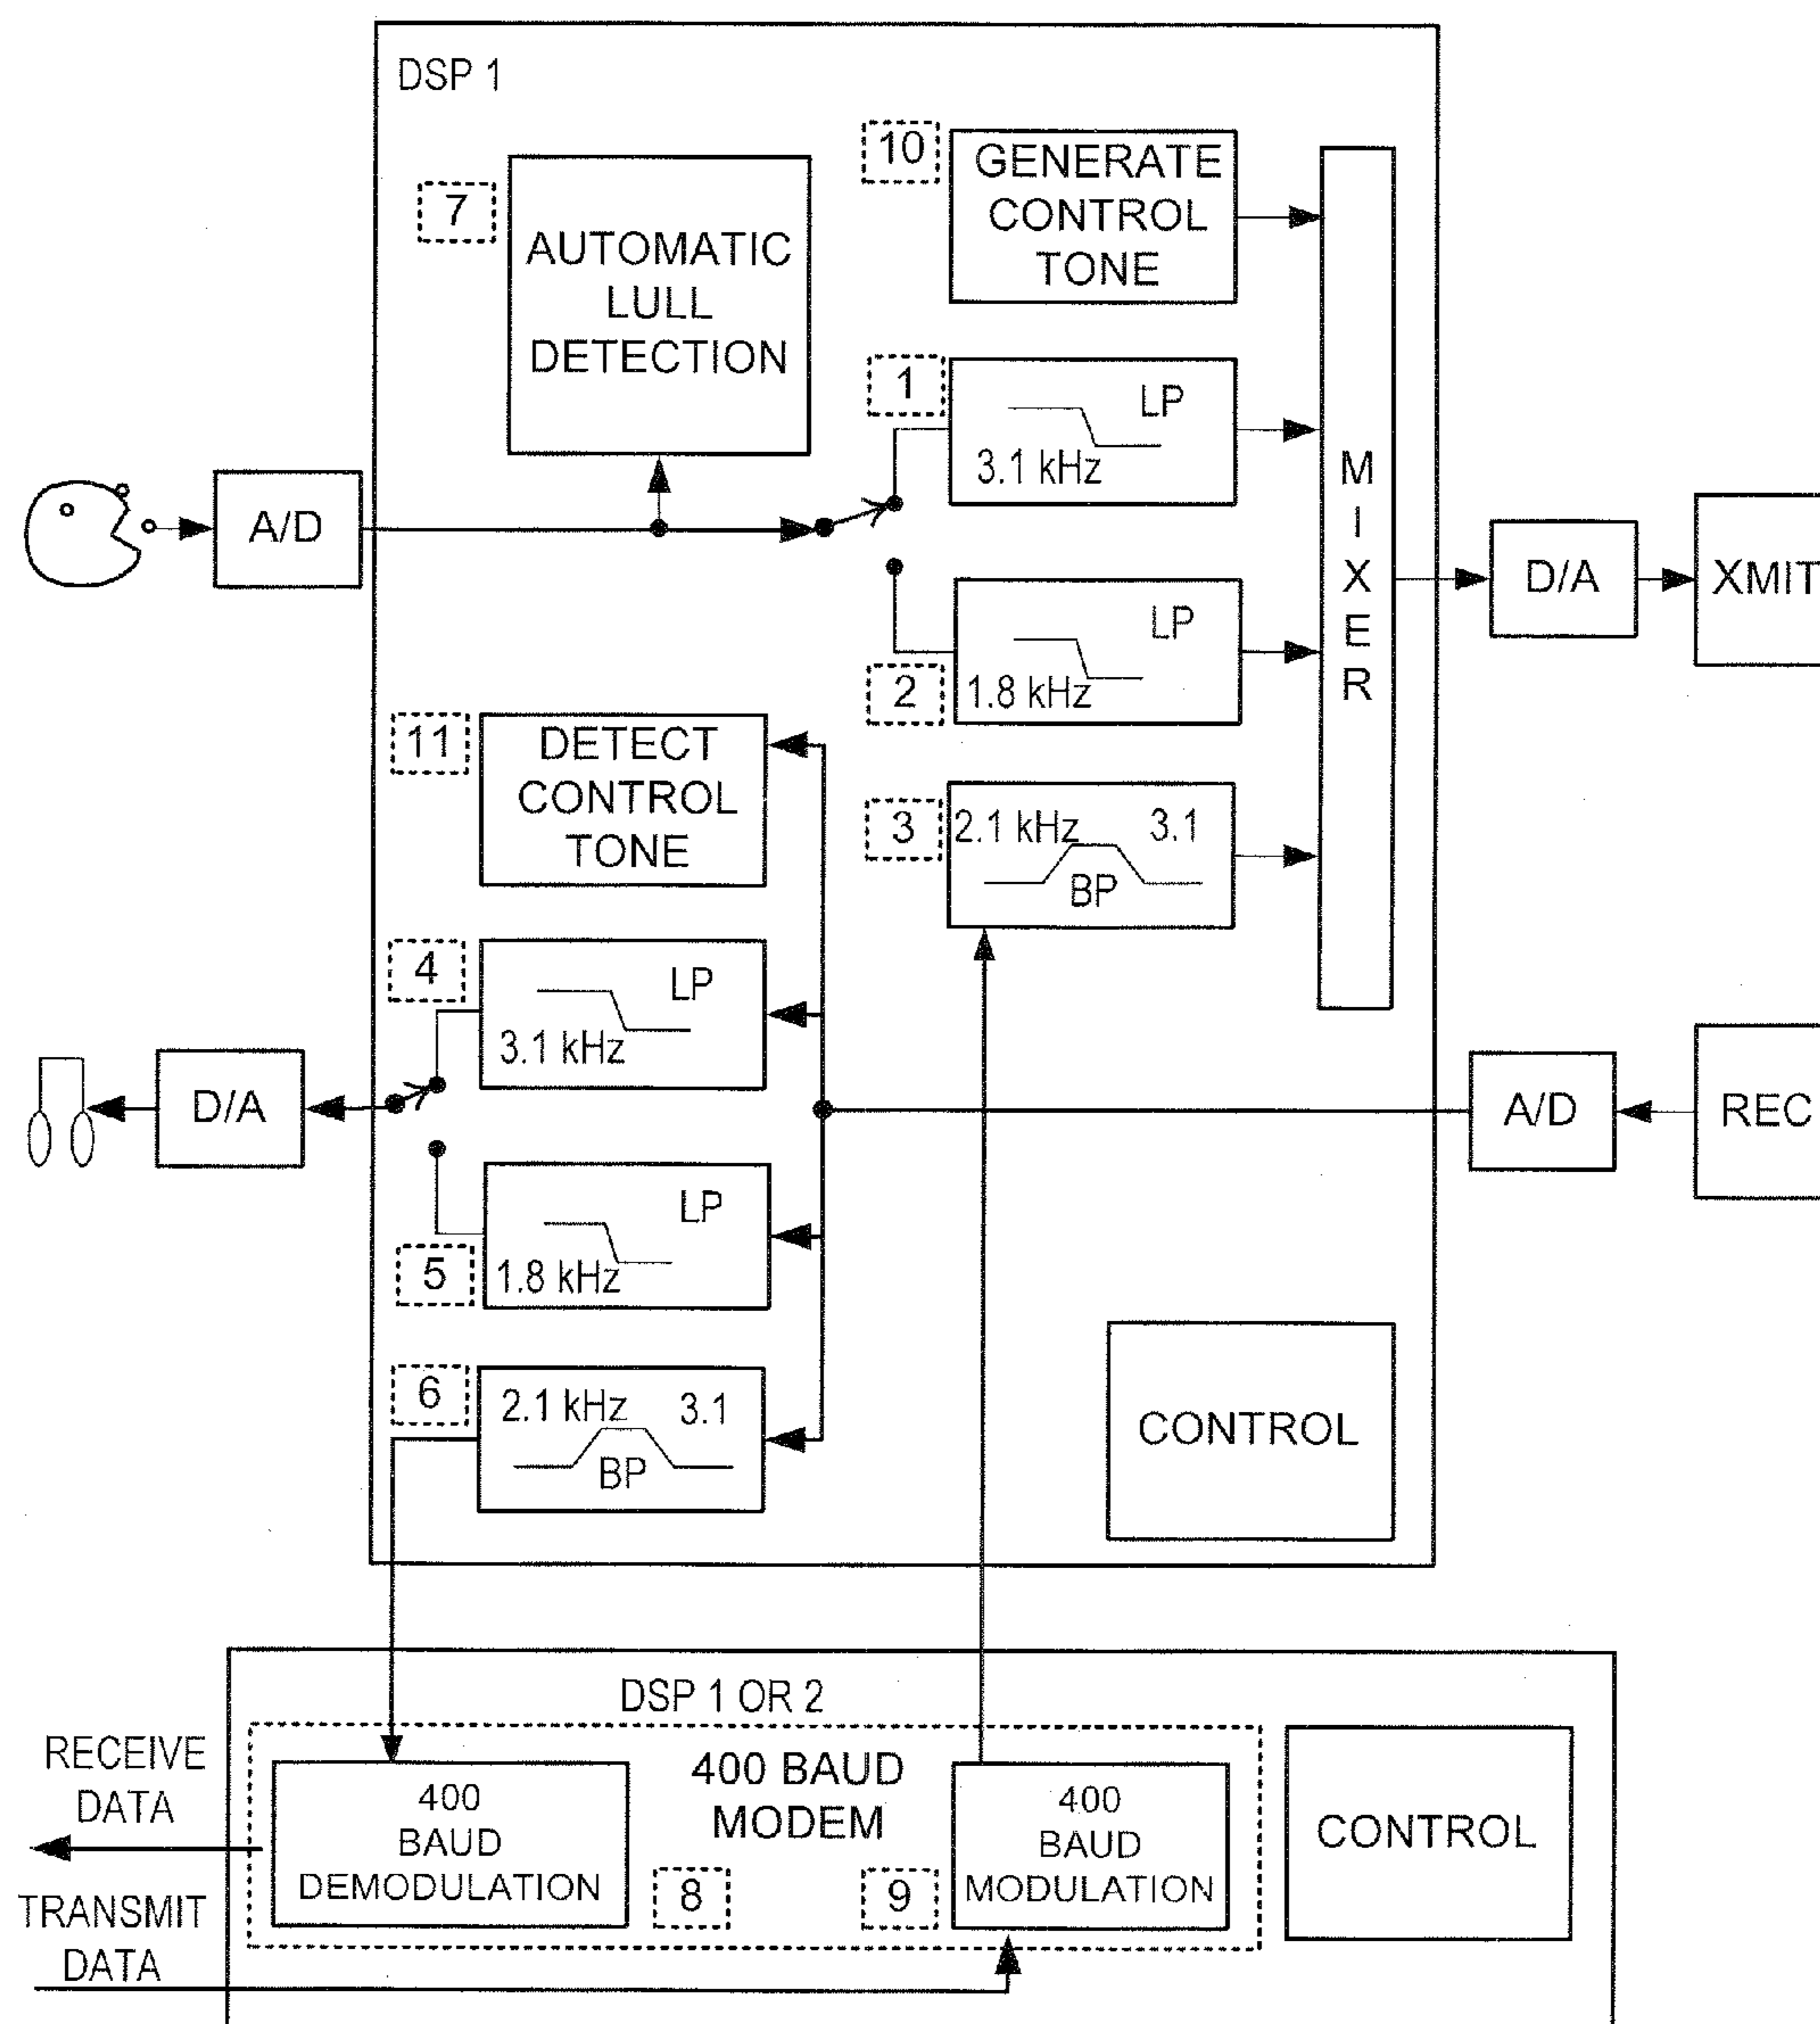 DSP 1
10
GENERATE
CONTROL
TONE
7
AUTOMATIC
LULL
DETECTION
1
LP
3.1 kHz
A/D
MIXER
D/A
XMIT
2
LP
1.8 kHz
11
DETECT
CONTROL
TONE
3
2.1 kHz 3.1
BP
4
LP
3.1 kHz
D/A
A/D
REC
5
LP
1.8 kHz
6
2.1 kHz 3.1
BP
CONTROL
DSP 1 OR 2
RECEIVE
DATA
400
BAUD
DEMODULATION
8
400 BAUD
MODEM
9
400
BAUD
MODULATION
CONTROL
TRANSMIT
DATA